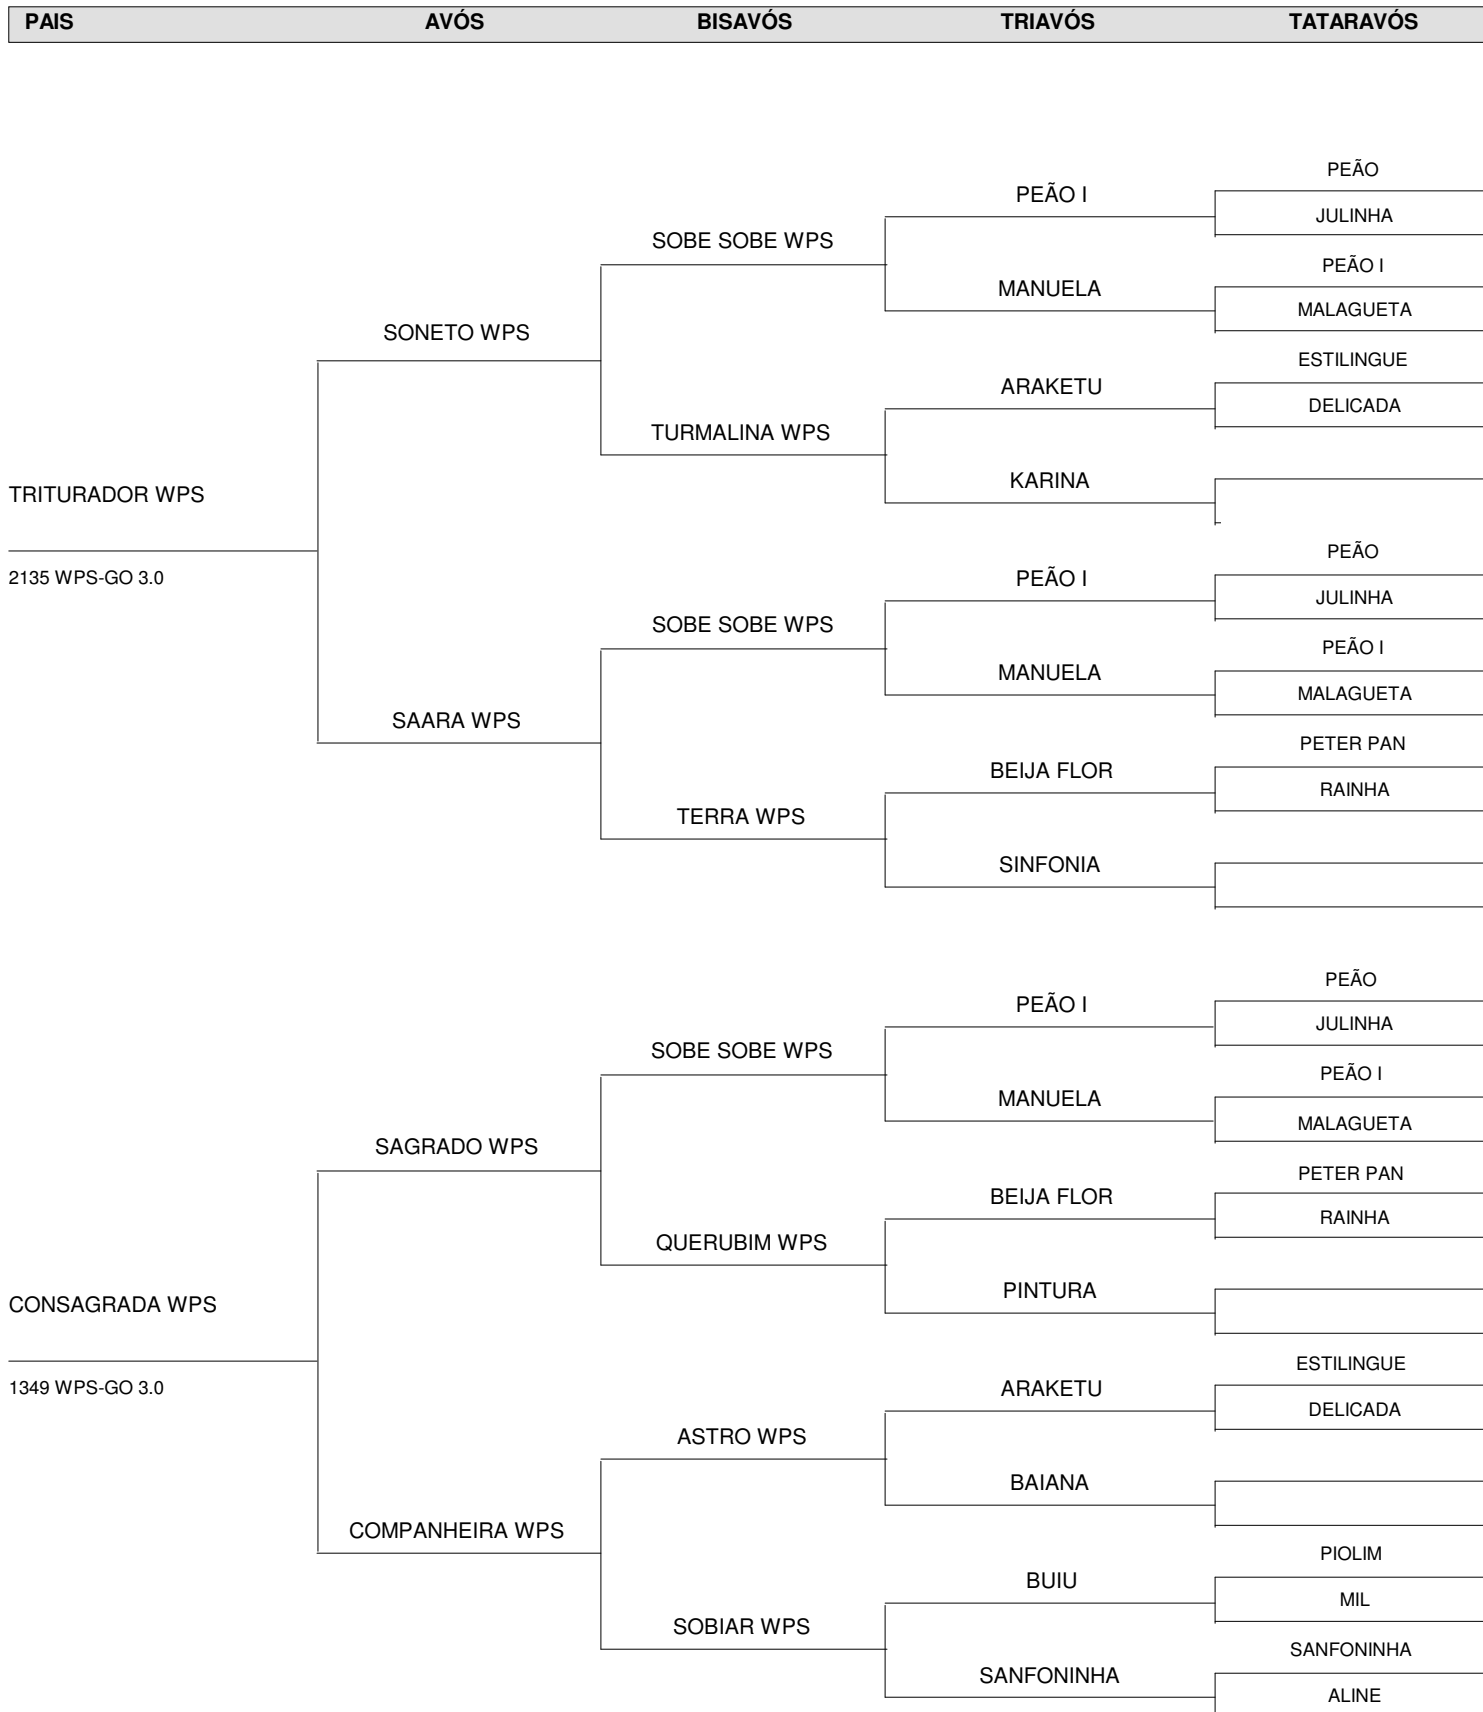 PAIS AVÓS BISAVÓS TRIAVÓS TATARAVÓS
PEÃO
PEÃO I
JULINHA
SOBE SOBE WPS
PEÃO I
MANUELA
MALAGUETA
SONETO WPS
ESTILINGUE
ARAKETU
DELICADA
TURMALINA WPS
KARINA
TRITURADOR WPS
PEÃO
2135 WPS-GO 3.0
PEÃO I
JULINHA
SOBE SOBE WPS
PEÃO I
MANUELA
MALAGUETA
SAARA WPS
PETER PAN
BEIJA FLOR
RAINHA
TERRA WPS
SINFONIA
PEÃO
PEÃO I
JULINHA
SOBE SOBE WPS
PEÃO I
MANUELA
MALAGUETA
SAGRADO WPS
PETER PAN
BEIJA FLOR
RAINHA
QUERUBIM WPS
PINTURA
CONSAGRADA WPS
ESTILINGUE
1349 WPS-GO 3.0
ARAKETU
DELICADA
ASTRO WPS
BAIANA
COMPANHEIRA WPS
PIOLIM
BUIU
MIL
SOBIAR WPS
SANFONINHA
SANFONINHA
ALINE